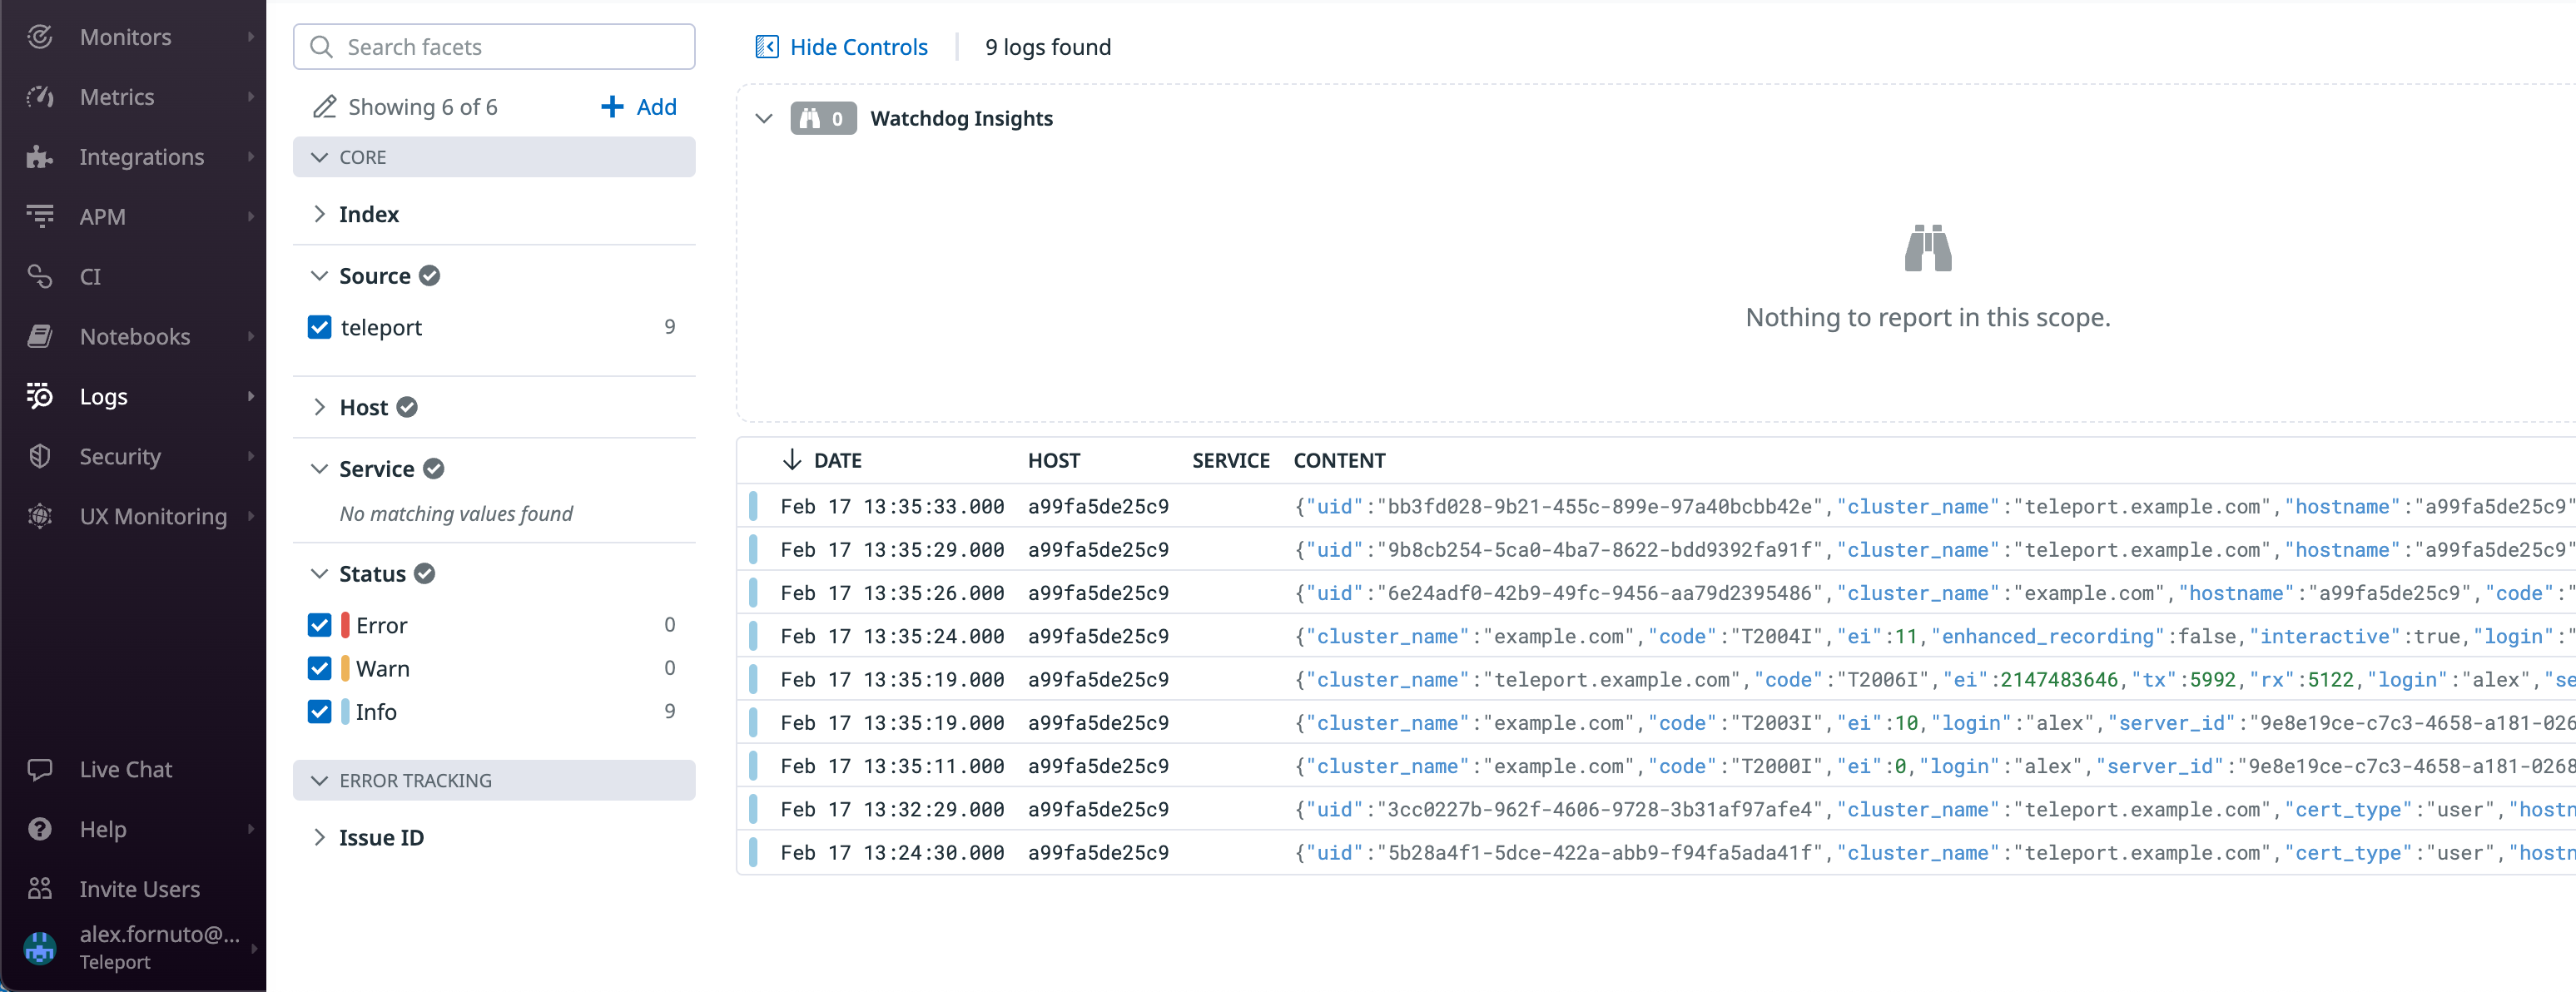 Monitors
Metrics
Integrations
APM
CI
Notebooks
Logs
Security
UX Monitoring
Live Chat
Help
Invite Users
alex.fornuto@...
Teleport
Search facets
Showing 6 of 6
Add
CORE
Index
Source
teleport 9
Host
Service
No matching values found
Status
Error 0
Warn 0
Info 9
ERROR TRACKING
Issue ID
Hide Controls
9 logs found
0 Watchdog Insights
Nothing to report in this scope.
DATE HOST SERVICE CONTENT
Feb 17 13:35:33.000 a99fa5de25c9 {"uid":"bb3fd028-9b21-455c-899e-97a40bcbb42e","cluster_name":"teleport.example.com","hostname":"a99fa5de25c9"
Feb 17 13:35:29.000 a99fa5de25c9 {"uid":"9b8cb254-5ca0-4ba7-8622-bdd9392fa91f","cluster_name":"teleport.example.com","hostname":"a99fa5de25c9"
Feb 17 13:35:26.000 a99fa5de25c9 {"uid":"6e24adf0-42b9-49fc-9456-aa79d2395486","cluster_name":"example.com","hostname":"a99fa5de25c9","code":"
Feb 17 13:35:24.000 a99fa5de25c9 {"cluster_name":"example.com","code":"T2004I","ei":11,"enhanced_recording":false,"interactive":true,"login":"
Feb 17 13:35:19.000 a99fa5de25c9 {"cluster_name":"teleport.example.com","code":"T2006I","ei":2147483646,"tx":5992,"rx":5122,"login":"alex","se
Feb 17 13:35:19.000 a99fa5de25c9 {"cluster_name":"example.com","code":"T2003I","ei":10,"login":"alex","server_id":"9e8e19ce-c7c3-4658-a181-026
Feb 17 13:35:11.000 a99fa5de25c9 {"cluster_name":"example.com","code":"T2000I","ei":0,"login":"alex","server_id":"9e8e19ce-c7c3-4658-a181-0268
Feb 17 13:32:29.000 a99fa5de25c9 {"uid":"3cc0227b-962f-4606-9728-3b31af97afe4","cluster_name":"teleport.example.com","cert_type":"user","hostn
Feb 17 13:24:30.000 a99fa5de25c9 {"uid":"5b28a4f1-5dce-422a-abb9-f94fa5ada41f","cluster_name":"teleport.example.com","cert_type":"user","hostn